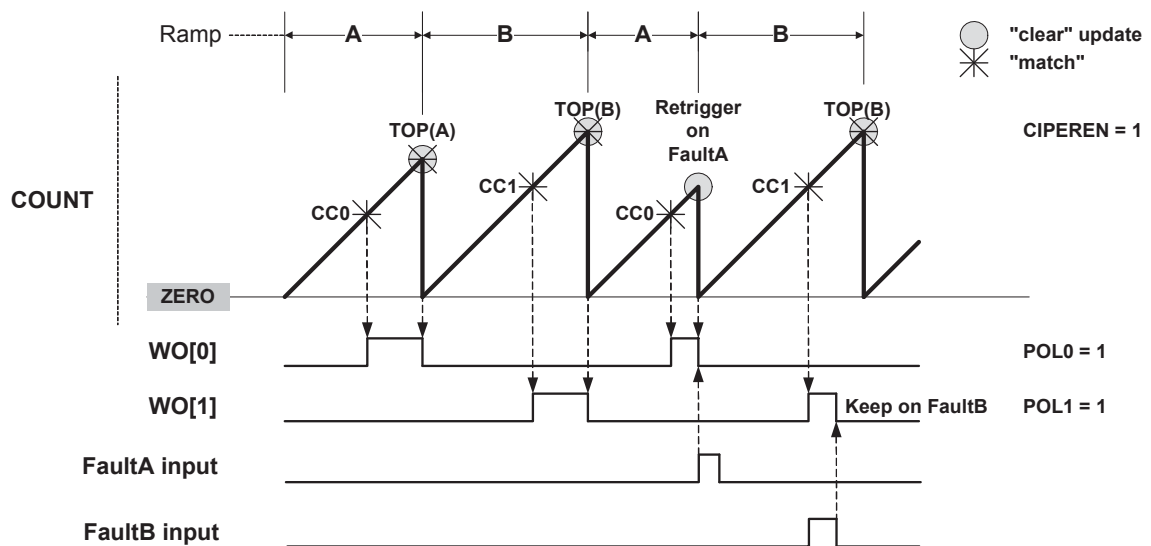 Ramp A B A B
"clear" update
"match"
TOP(A) TOP(B) Retrigger on FaultA TOP(B) CIPEREN = 1
COUNT CC0 CC1 CC0 CC1
ZERO
WO[0] POL0 = 1
WO[1] Keep on FaultB POL1 = 1
FaultA input
FaultB input